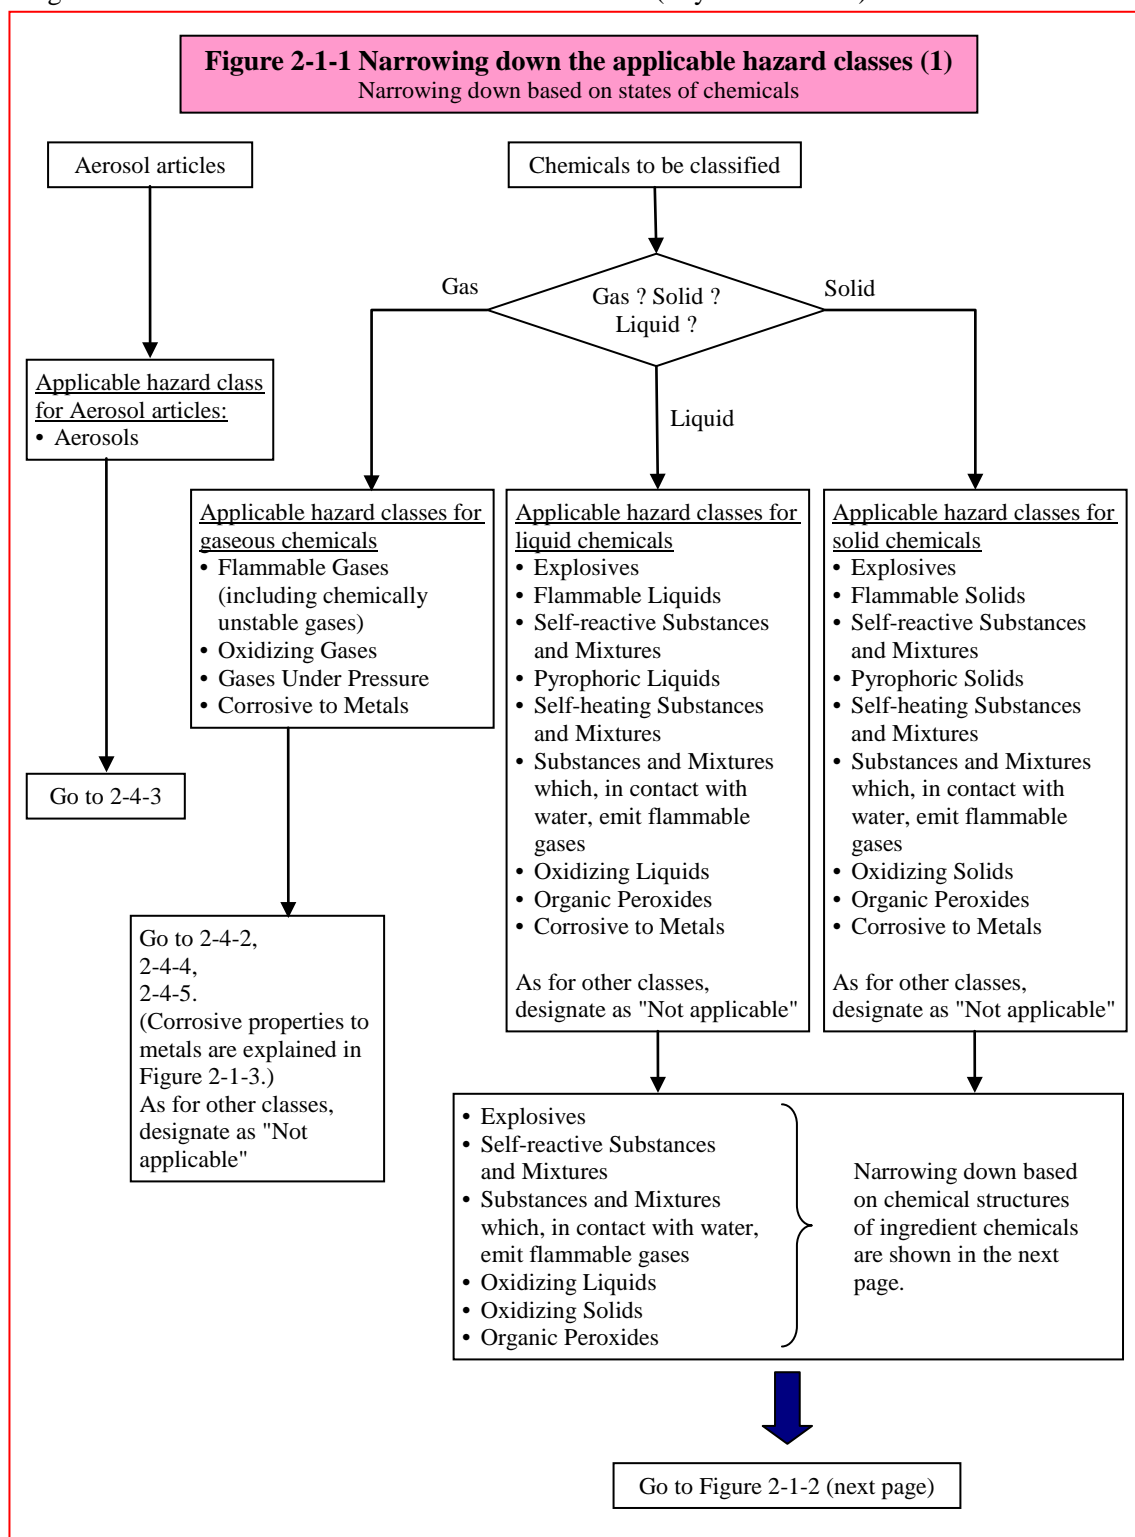 Figure 2-1-1 Narrowing down the applicable hazard classes (1)
Narrowing down based on states of chemicals
Aerosol articles
Chemicals to be classified
Gas ? Solid ?
Liquid ?
Gas
Solid
Liquid
Applicable hazard class
for Aerosol articles:
• Aerosols
Go to 2-4-3
Applicable hazard classes for
gaseous chemicals
• Flammable Gases
(including chemically
unstable gases)
• Oxidizing Gases
• Gases Under Pressure
• Corrosive to Metals
Go to 2-4-2,
2-4-4,
2-4-5.
(Corrosive properties to
metals are explained in
Figure 2-1-3.)
As for other classes,
designate as "Not
applicable"
Applicable hazard classes for
liquid chemicals
• Explosives
• Flammable Liquids
• Self-reactive Substances
and Mixtures
• Pyrophoric Liquids
• Self-heating Substances
and Mixtures
• Substances and Mixtures
which, in contact with
water, emit flammable
gases
• Oxidizing Liquids
• Organic Peroxides
• Corrosive to Metals
As for other classes,
designate as "Not applicable"
Applicable hazard classes for
solid chemicals
• Explosives
• Flammable Solids
• Self-reactive Substances
and Mixtures
• Pyrophoric Solids
• Self-heating Substances
and Mixtures
• Substances and Mixtures
which, in contact with
water, emit flammable
gases
• Oxidizing Solids
• Organic Peroxides
• Corrosive to Metals
As for other classes,
designate as "Not applicable"
• Explosives
• Self-reactive Substances
and Mixtures
• Substances and Mixtures
which, in contact with water,
emit flammable gases
• Oxidizing Liquids
• Oxidizing Solids
• Organic Peroxides
Narrowing down based
on chemical structures
of ingredient chemicals
are shown in the next
page.
Go to Figure 2-1-2 (next page)